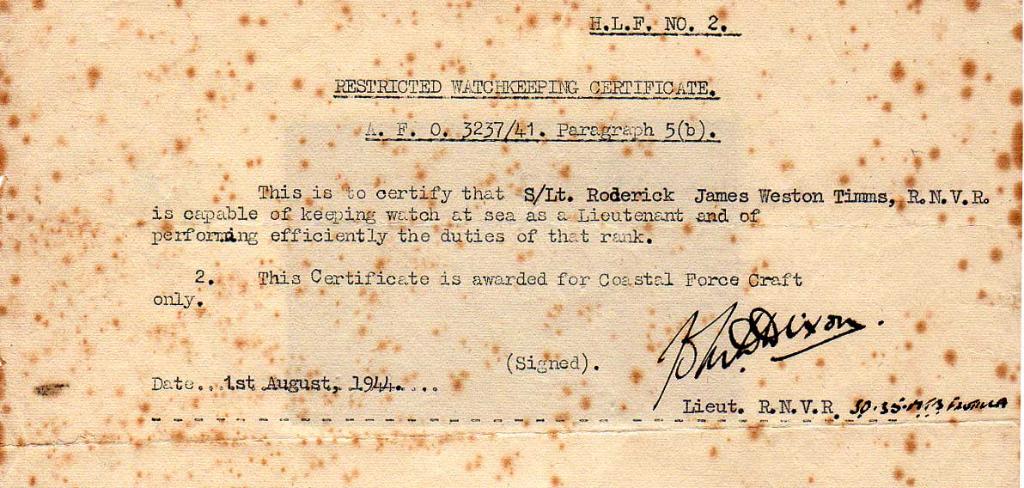 H.L.F. NO. 2.
RESTRICTED WATCHKEEPING CERTIFICATE.
A. F. O. 3237/41. Paragraph 5(b).
This is to certify that S/Lt. Roderick James Weston Timms, R.N.V.R.
is capable of keeping watch at sea as a Lieutenant and of
performing efficiently the duties of that rank.
2. This Certificate is awarded for Coastal Force Craft
only.
(Signed). Dixon.
Date...1st August, 1944.....
Lieut. R.N.V.R.